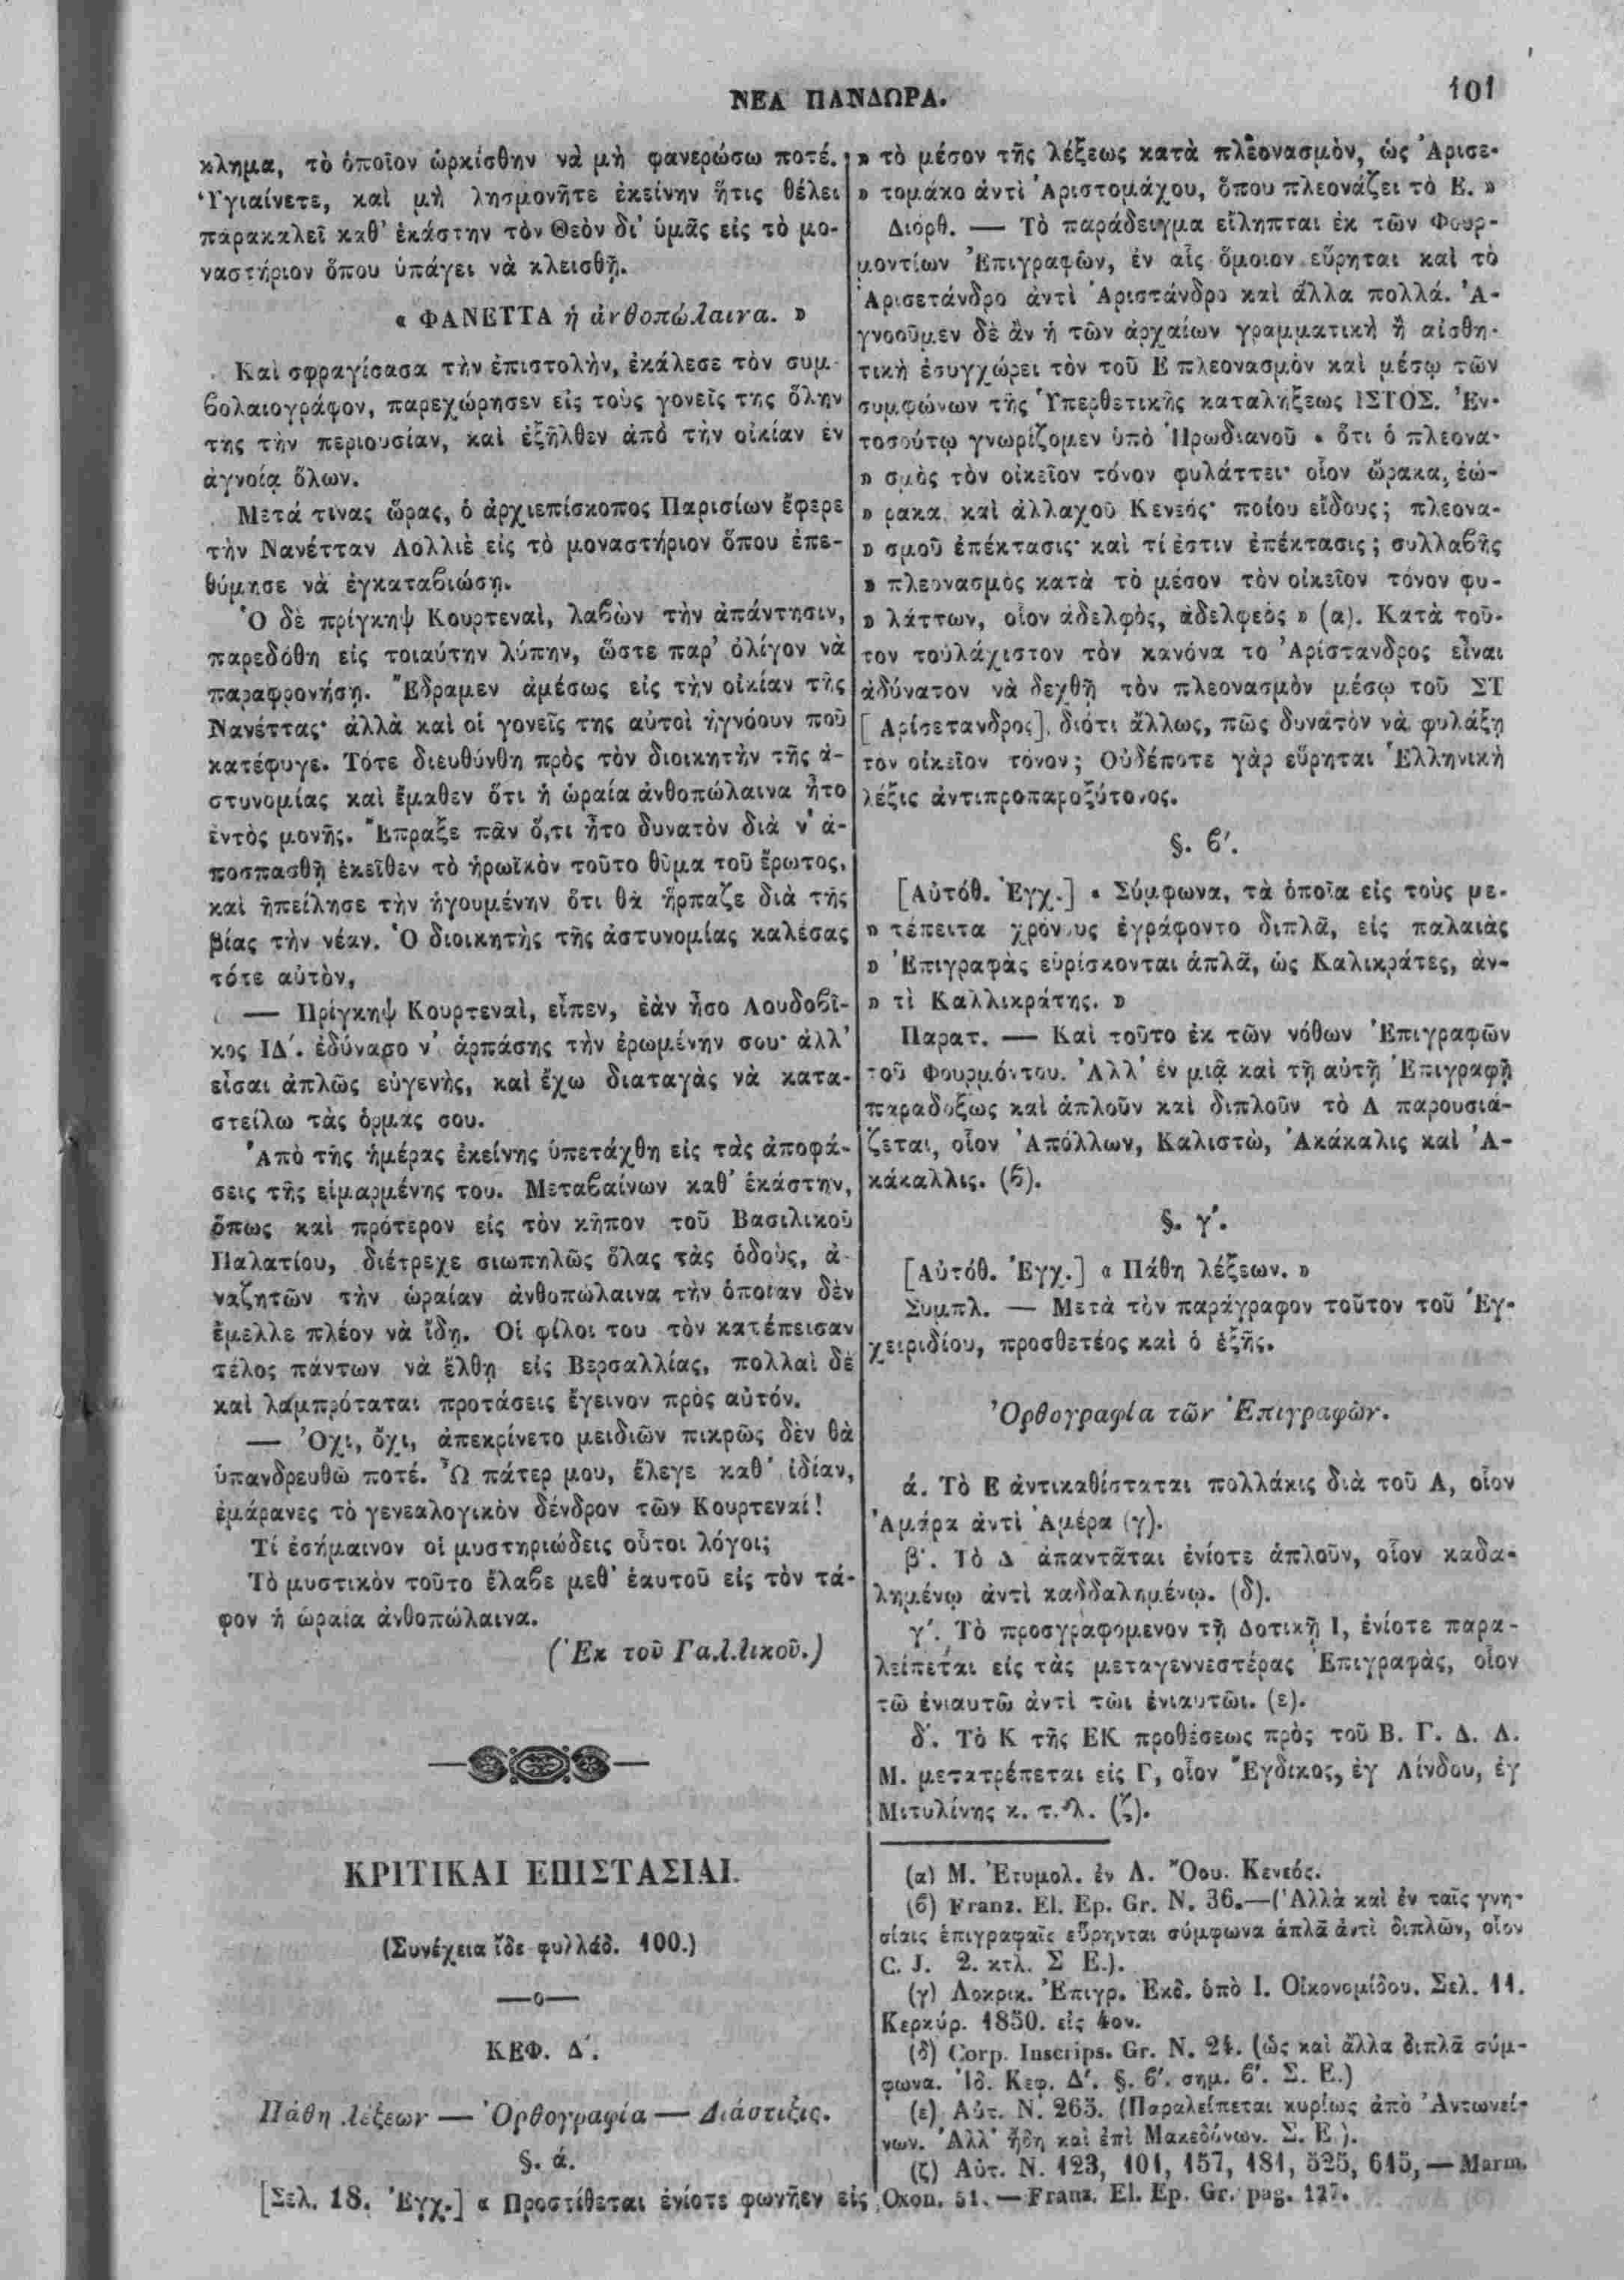 ΝΕΑ ΠΑΝΔΩΡΑ.
101
κλημα, τὸ ὁποῖον ὡρκίσθην νὰ μὴ φανερώσω ποτέ.
Ὑγιαίνετε, καὶ μὴ λησμονῆτε ἐκείνην ἥτις θέλει
παρακαλεῖ καθ' ἑκάστην τὸν Θεὸν δι' ὑμᾶς εἰς τὸ μο-
ναστήριον ὅπου ὑπάγει νὰ κλεισθῇ.
« ΦΑΝΕΤΤΑ ἡ ἀνθοπώλαινα. »
Καὶ σφραγίσασα τὴν ἐπιστολὴν, ἐκάλεσε τὸν συμ-
βολαιογράφον, παρεχώρησεν εἰς τοὺς γονεῖς της ὅλην
της τὴν περιουσίαν, καὶ ἐξῆλθεν ἀπὸ τὴν οἰκίαν ἐν
ἀγνοίᾳ ὅλων.
Μετά τινας ὥρας, ὁ ἀρχιεπίσκοπος Παρισίων ἔφερε
τὴν Νανέτταν Λολλιὲ εἰς τὸ μοναστήριον ὅπου ἐπε-
θύμησε νὰ ἐγκαταβιώσῃ.
Ὁ δὲ πρίγκηψ Κουρτεναὶ, λαβὼν τὴν ἀπάντησιν,
παρεδόθη εἰς τοιαύτην λύπην, ὥστε παρ' ὀλίγον νὰ
παραφρονήσῃ. Ἔδραμεν ἀμέσως εἰς τὴν οἰκίαν τῆς
Νανέττας· ἀλλὰ καὶ οἱ γονεῖς της αὐτοὶ ἠγνόουν ποῦ
κατέφυγε. Τότε διευθύνθη πρὸς τὸν διοικητὴν τῆς ἀ-
στυνομίας καὶ ἔμαθεν ὅτι ἡ ὡραία ἀνθοπώλαινα ἦτο
ἐντὸς μονῆς. Ἔπραξε πᾶν ὅ,τι ἦτο δυνατὸν διὰ ν' ἀ-
ποσπασθῇ ἐκεῖθεν τὸ ἡρωϊκὸν τοῦτο θῦμα τοῦ ἔρωτος,
καὶ ἠπείλησε τὴν ἡγουμένην ὅτι θὰ ἥρπαζε διὰ τῆς
βίας τὴν νέαν. Ὁ διοικητὴς τῆς ἀστυνομίας καλέσας
τότε αὐτὸν,
— Πρίγκηψ Κουρτεναὶ, εἶπεν, ἐὰν ἦσο Λουδοβῖ-
κος ΙΔ΄. ἐδύνασο ν' ἁρπάσῃς τὴν ἐρωμένην σου· ἀλλ'
εἶσαι ἁπλῶς εὐγενὴς, καὶ ἔχω διαταγὰς νὰ κατα-
στείλω τὰς ὁρμάς σου.
Ἀπὸ τῆς ἡμέρας ἐκείνης ὑπετάχθη εἰς τὰς ἀποφά-
σεις τῆς εἱμαρμένης του. Μεταβαίνων καθ' ἑκάστην,
ὅπως καὶ πρότερον εἰς τὸν κῆπον τοῦ Βασιλικοῦ
Παλατίου, διέτρεχε σιωπηλῶς ὅλας τὰς ὁδοὺς, ἀ-
ναζητῶν τὴν ὡραίαν ἀνθοπώλαινα τὴν ὁποίαν δὲν
ἔμελλε πλέον νὰ ἴδῃ. Οἱ φίλοι του τὸν κατέπεισαν
τέλος πάντων νὰ ἔλθῃ εἰς Βερσαλλίας, πολλαὶ δὲ
καὶ λαμπρόταται προτάσεις ἔγεινον πρὸς αὐτόν.
— Ὄχι, ὄχι, ἀπεκρίνετο μειδιῶν πικρῶς δὲν θὰ
ὑπανδρευθῶ ποτέ. Ὦ πάτερ μου, ἔλεγε καθ' ἰδίαν,
ἐμάρανες τὸ γενεαλογικὸν δένδρον τῶν Κουρτεναί!
Τί ἐσήμαινον οἱ μυστηριώδεις οὗτοι λόγοι;
Τὸ μυστικὸν τοῦτο ἔλαβε μεθ' ἑαυτοῦ εἰς τὸν τά-
φον ἡ ὡραία ἀνθοπώλαινα.
(Ἐκ τοῦ Γαλλικοῦ.)
ΚΡΙΤΙΚΑΙ ΕΠΙΣΤΑΣΙΑΙ.
(Συνέχεια ἴδε φυλλάδ. 100.)
—ο—
ΚΕΦ. Δ΄.
Πάθη λέξεων — Ὀρθογραφία — Διάστιξις.
§. ά.
[Σελ. 18. Ἐγχ.] « Προστίθεται ἐνίοτε φωνῆεν εἰς
» τὸ μέσον τῆς λέξεως κατὰ πλεονασμὸν, ὡς Ἀρισε-
» τομάκο ἀντὶ Ἀριστομάχου, ὅπου πλεονάζει τὸ Ε. »
Διόρθ. — Τὸ παράδειγμα εἴληπται ἐκ τῶν Φουρ-
μοντίων Ἐπιγραφῶν, ἐν αἷς ὅμοιον εὕρηται καὶ τὸ
Ἀρισετάνδρο ἀντὶ Ἀριστάνδρο καὶ ἄλλα πολλά. Ἀ-
γνοοῦμεν δὲ ἂν ἡ τῶν ἀρχαίων γραμματικὴ ἢ αἰσθη-
τικὴ ἐσυγχώρει τὸν τοῦ Ε πλεονασμὸν καὶ μέσῳ τῶν
συμφώνων τῆς Ὑπερθετικῆς καταλήξεως ΙΣΤΟΣ. Ἐν-
τοσούτῳ γνωρίζομεν ὑπὸ Ἡρωδιανοῦ « ὅτι ὁ πλεονα-
» σμὸς τὸν οἰκεῖον τόνον φυλάττει· οἷον ὥρακα, ἑώ-
» ρακα, καὶ ἀλλαχοῦ Κενεός· ποίου εἴδους; πλεονα-
» σμοῦ ἐπέκτασις· καὶ τί ἐστιν ἐπέκτασις; συλλαβῆς
» πλεονασμὸς κατὰ τὸ μέσον τὸν οἰκεῖον τόνον φυ-
» λάττων, οἷον ἀδελφὸς, ἀδελφεὸς » (α). Κατὰ τοῦ-
τον τοὐλάχιστον τὸν κανόνα το Ἀρίστανδρος εἶναι
ἀδύνατον νὰ δεχθῇ τὸν πλεονασμὸν μέσῳ τοῦ ΣΤ
[Ἀρίσετανδρος], διότι ἄλλως, πῶς δυνατὸν νὰ φυλάξῃ
τὸν οἰκεῖον τόνον; Οὐδέποτε γὰρ εὕρηται Ἑλληνικὴ
λέξις ἀντιπροπαροξύτονος.
§. β΄.
[Αὐτόθ. Ἐγχ.] « Σύμφωνα, τὰ ὁποῖα εἰς τοὺς με-
» τέπειτα χρόνους ἐγράφοντο διπλᾶ, εἰς παλαιὰς
» Ἐπιγραφὰς εὑρίσκονται ἁπλᾶ, ὡς Καλικράτες, ἀν-
» τὶ Καλλικράτης. »
Παρατ. — Καὶ τοῦτο ἐκ τῶν νόθων Ἐπιγραφῶν
τοῦ Φουρμόντου. Ἀλλ' ἐν μιᾷ καὶ τῇ αὐτῇ Ἐπιγραφῇ
παραδόξως καὶ ἁπλοῦν καὶ διπλοῦν τὸ Λ παρουσιά-
ζεται, οἷον Ἀπόλλων, Καλιστὼ, Ἀκάκαλις καὶ Ἀ-
κάκαλλις. (β).
§. γ΄.
[Αὐτόθ. Ἐγχ.] « Πάθη λέξεων. »
Συμπλ. — Μετὰ τὸν παράγραφον τοῦτον τοῦ Ἐγ-
χειριδίου, προσθετέος καὶ ὁ ἑξῆς.
Ὀρθογραφία τῶν Ἐπιγραφῶν.
ά. Τὸ Ε ἀντικαθίσταται πολλάκις διὰ τοῦ Α, οἷον
Ἀμάρα ἀντὶ Ἀμέρα (γ).
β΄. Τὸ Δ ἀπαντᾶται ἐνίοτε ἁπλοῦν, οἷον καδα-
λημένῳ ἀντὶ καδδαλημένῳ. (δ).
γ΄. Τὸ προσγραφόμενον τῇ Δοτικῇ Ι, ἐνίοτε παρα-
λείπεται εἰς τὰς μεταγεννεστέρας Ἐπιγραφὰς, οἷον
τῶ ἐνιαυτῶ ἀντὶ τῶι ἐνιαυτῶι. (ε).
δ΄. Τὸ Κ τῆς ΕΚ προθέσεως πρὸς τοῦ Β. Γ. Δ. Λ.
Μ. μετατρέπεται εἰς Γ, οἷον Ἔγδικος, ἐγ Λίνδου, ἐγ
Μιτυλίνης κ. τ. λ. (ζ).
(α) Μ. Ἐτυμολ. ἐν Λ. Ὅου. Κενεός.
(β) Franz. El. Ep. Gr. N. 36.—(Ἀλλὰ καὶ ἐν ταῖς γνη-
σίαις ἐπιγραφαῖς εὕρηνται σύμφωνα ἁπλᾶ ἀντὶ διπλῶν, οἷον
C. J. 2. κτλ. Σ Ε.).
(γ) Λοκρικ. Ἐπιγρ. Ἐκδ. ὑπὸ Ι. Οἰκονομίδου. Σελ. 11.
Κερκύρ. 1850. εἰς 4ον.
(δ) Corp. Inscrips. Gr. N. 24. (ὡς καὶ ἄλλα διπλᾶ σύμ-
φωνα. Ἰδ. Κεφ. Δ΄. §. β΄. σημ. β΄. Σ. Ε.)
(ε) Αὐτ. Ν. 265. (Παραλείπεται κυρίως ἀπὸ Ἀντωνεί-
νων. Ἀλλ' ἤδη καὶ ἐπὶ Μακεδόνων. Σ. Ε.).
(ζ) Αὐτ. Ν. 123, 101, 157, 181, 525, 615,—Marm.
Oxon. 51.—Franz. El. Ep. Gr. pag. 127.